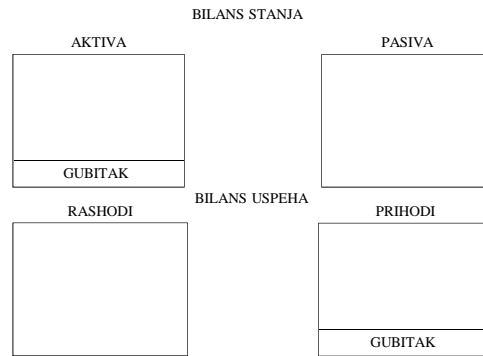 BILANS STANJA
AKTIVA PASIVA
GUBITAK
BILANS USPEHA
RASHODI PRIHODI
GUBITAK